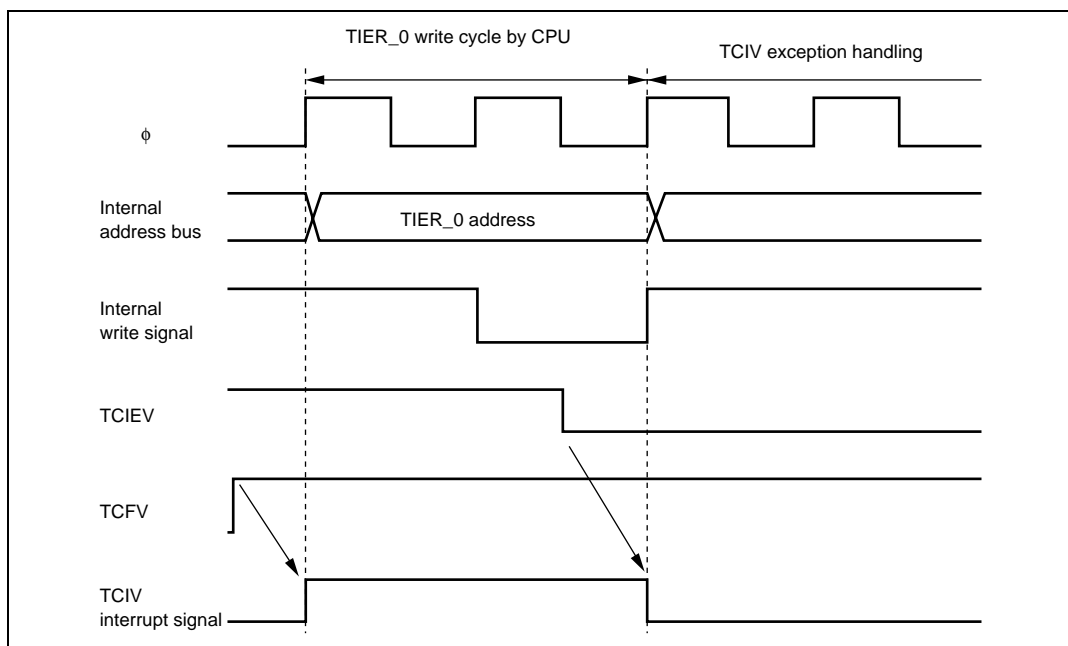 TIER_0 write cycle by CPU
TCIV exception handling
ϕ
Internal
address bus
TIER_0 address
Internal
write signal
TCIEV
TCFV
TCIV
interrupt signal